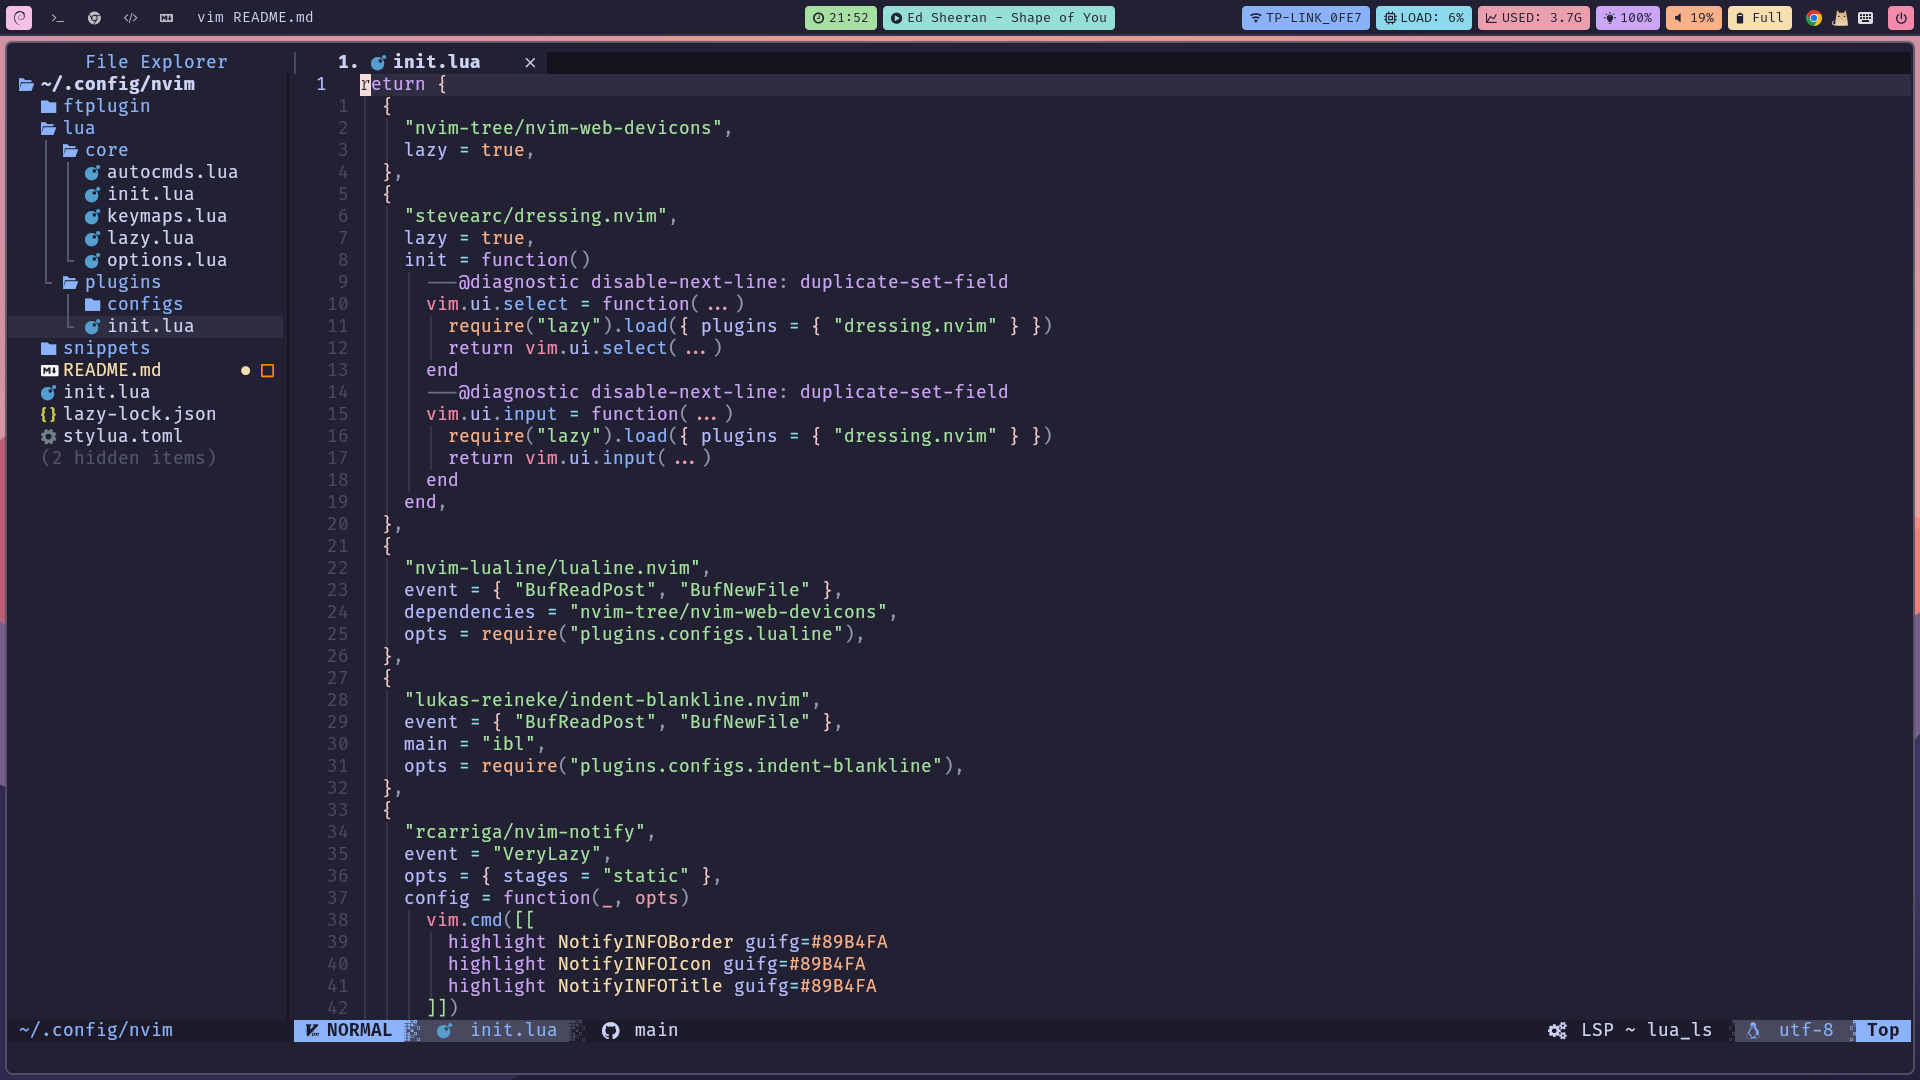 vim README.md
21:52
Ed Sheeran - Shape of You
TP-LINK_0FE7
LOAD: 6%
USED: 3.7G
100%
19%
Full
File Explorer
~/.config/nvim
ftplugin
lua
core
autocmds.lua
init.lua
keymaps.lua
lazy.lua
options.lua
plugins
configs
init.lua
snippets
README.md
init.lua
lazy-lock.json
stylua.toml
(2 hidden items)
1. init.lua
1 return {
1 {
2 "nvim-tree/nvim-web-devicons",
3 lazy = true,
4 },
5 {
6 "stevearc/dressing.nvim",
7 lazy = true,
8 init = function()
9 ---@diagnostic disable-next-line: duplicate-set-field
10 vim.ui.select = function(...)
11 require("lazy").load({ plugins = { "dressing.nvim" } })
12 return vim.ui.select(...)
13 end
14 ---@diagnostic disable-next-line: duplicate-set-field
15 vim.ui.input = function(...)
16 require("lazy").load({ plugins = { "dressing.nvim" } })
17 return vim.ui.input(...)
18 end
19 end,
20 },
21 {
22 "nvim-lualine/lualine.nvim",
23 event = { "BufReadPost", "BufNewFile" },
24 dependencies = "nvim-tree/nvim-web-devicons",
25 opts = require("plugins.configs.lualine"),
26 },
27 {
28 "lukas-reineke/indent-blankline.nvim",
29 event = { "BufReadPost", "BufNewFile" },
30 main = "ibl",
31 opts = require("plugins.configs.indent-blankline"),
32 },
33 {
34 "rcarriga/nvim-notify",
35 event = "VeryLazy",
36 opts = { stages = "static" },
37 config = function(_, opts)
38 vim.cmd([[
39 highlight NotifyINFOBorder guifg=#89B4FA
40 highlight NotifyINFOIcon guifg=#89B4FA
41 highlight NotifyINFOTitle guifg=#89B4FA
42 ]])
~/.config/nvim
NORMAL
init.lua
main
LSP ~ lua_ls
utf-8
Top